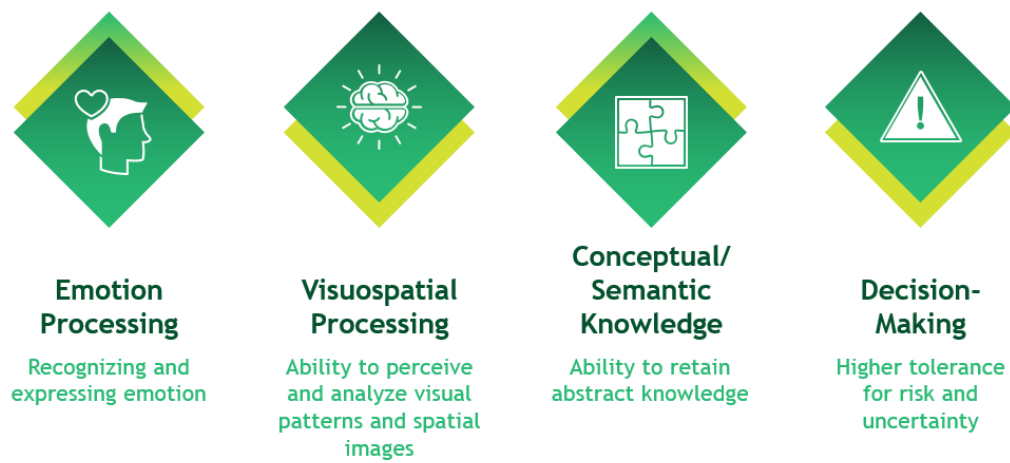 Emotion
Processing
Recognizing and
expressing emotion
Visuospatial
Processing
Ability to perceive
and analyze visual
patterns and spatial
images
Conceptual/
Semantic
Knowledge
Ability to retain
abstract knowledge
Decision-
Making
Higher tolerance
for risk and
uncertainty